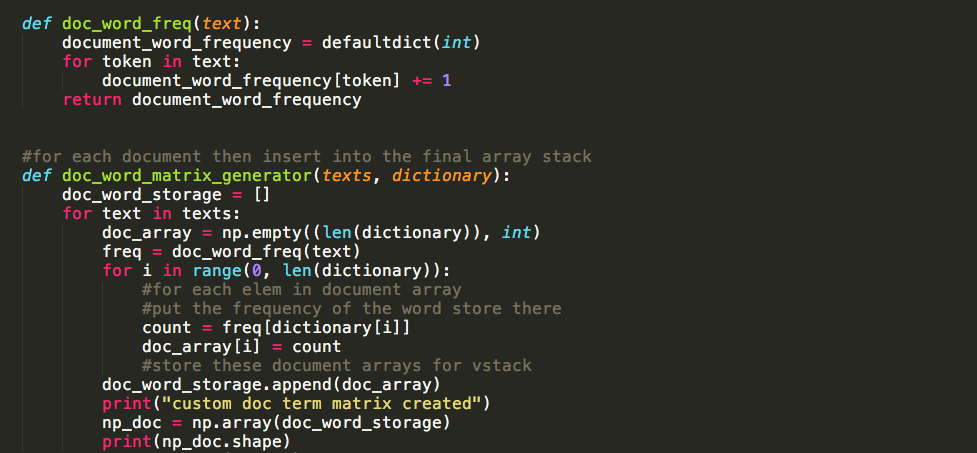 def doc_word_freq(text):
    document_word_frequency = defaultdict(int)
    for token in text:
        document_word_frequency[token] += 1
    return document_word_frequency
#for each document then insert into the final array stack
def doc_word_matrix_generator(texts, dictionary):
    doc_word_storage = []
    for text in texts:
        doc_array = np.empty((len(dictionary)), int)
        freq = doc_word_freq(text)
        for i in range(0, len(dictionary)):
            #for each elem in document array
            #put the frequency of the word store there
            count = freq[dictionary[i]]
            doc_array[i] = count
            #store these document arrays for vstack
        doc_word_storage.append(doc_array)
        print("custom doc term matrix created")
        np_doc = np.array(doc_word_storage)
        print(np_doc.shape)